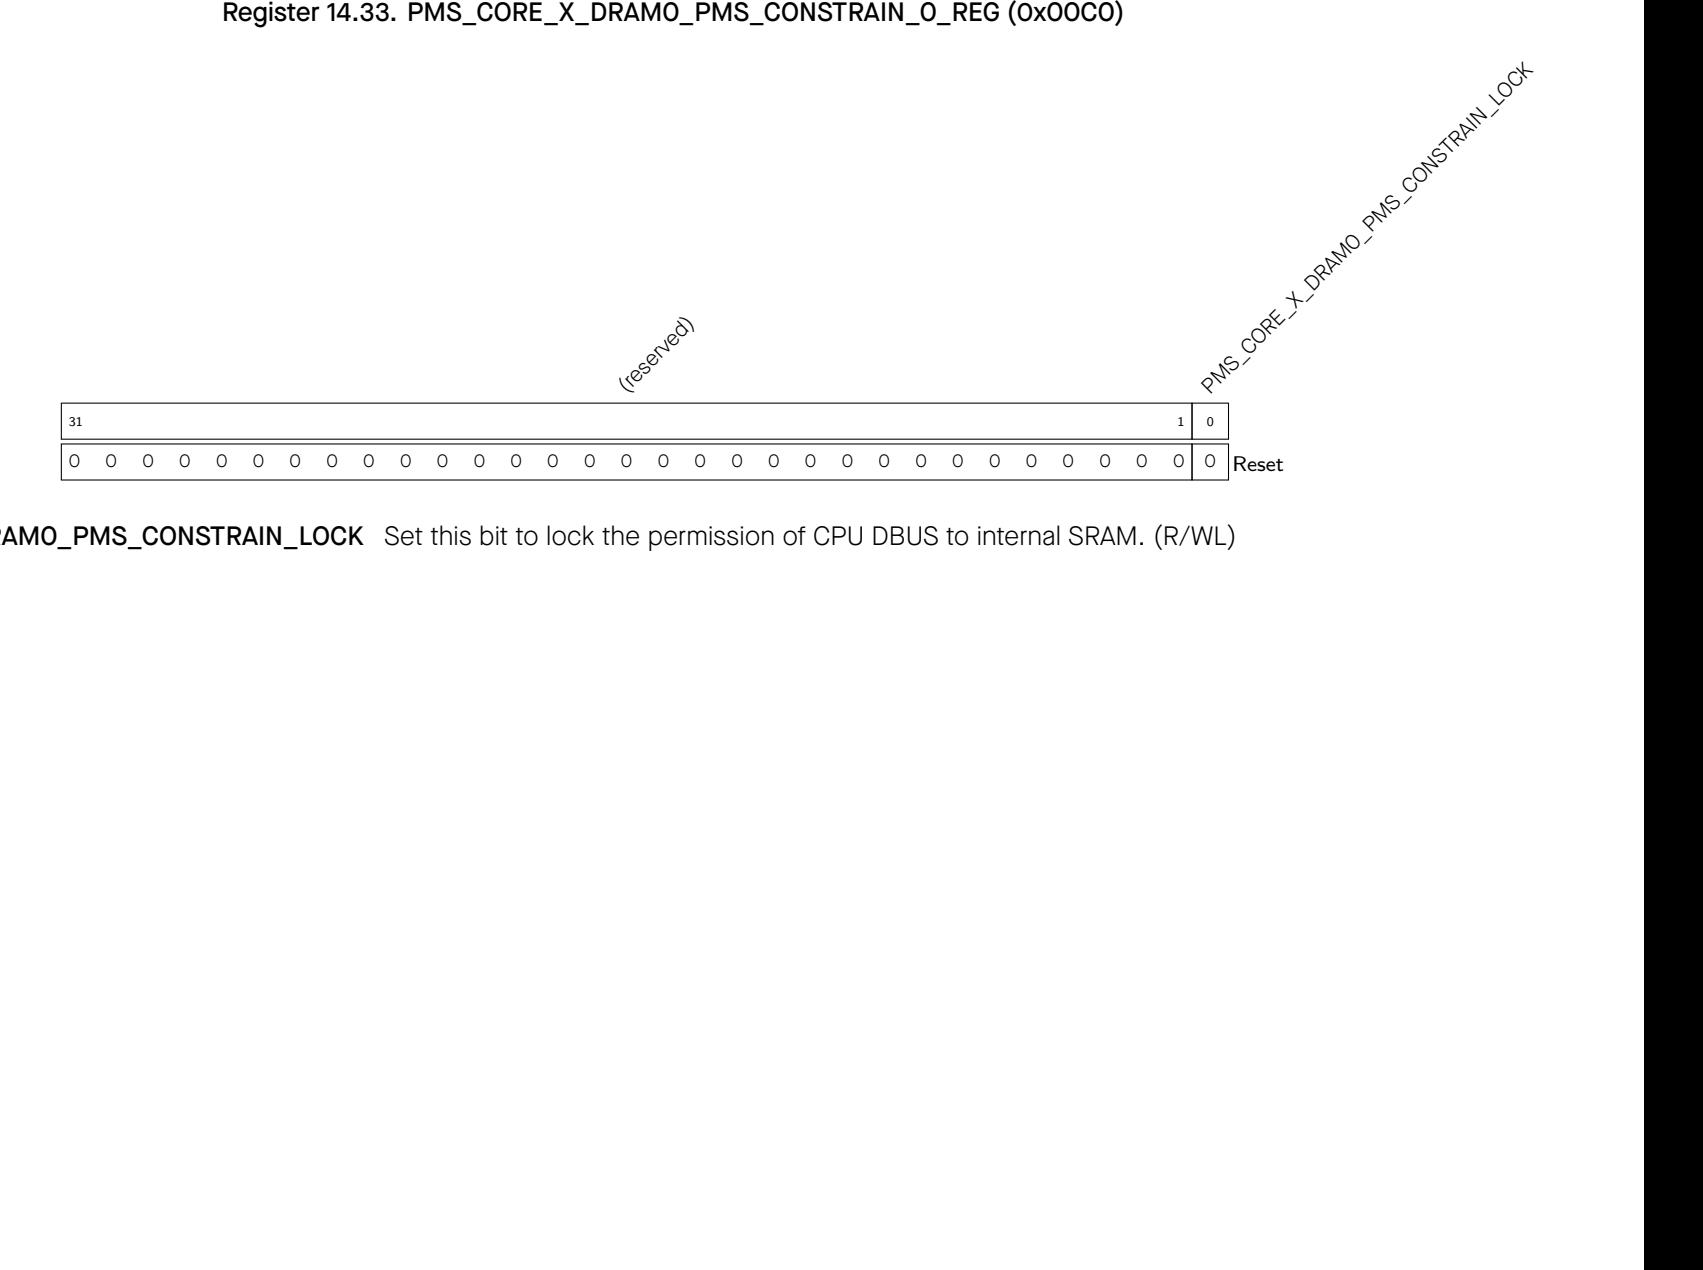 Register 14.33. PMS_CORE_X_DRAM0_PMS_CONSTRAIN_0_REG (0x00C0)
PMS_CORE_X_DRAM0_PMS_CONSTRAIN_LOCK
(reserved)
31 1 0
0 0 0 0 0 0 0 0 0 0 0 0 0 0 0 0 0 0 0 0 0 0 0 0 0 0 0 0 0 0 0 0 Reset
AM0_PMS_CONSTRAIN_LOCK Set this bit to lock the permission of CPU DBUS to internal SRAM. (R/WL)